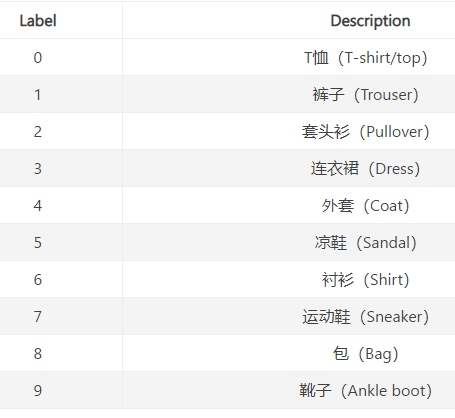 Label Description
0 T恤（T-shirt/top）
1 裤子（Trouser）
2 套头衫（Pullover）
3 连衣裙（Dress）
4 外套（Coat）
5 凉鞋（Sandal）
6 衬衫（Shirt）
7 运动鞋（Sneaker）
8 包（Bag）
9 靴子（Ankle boot）